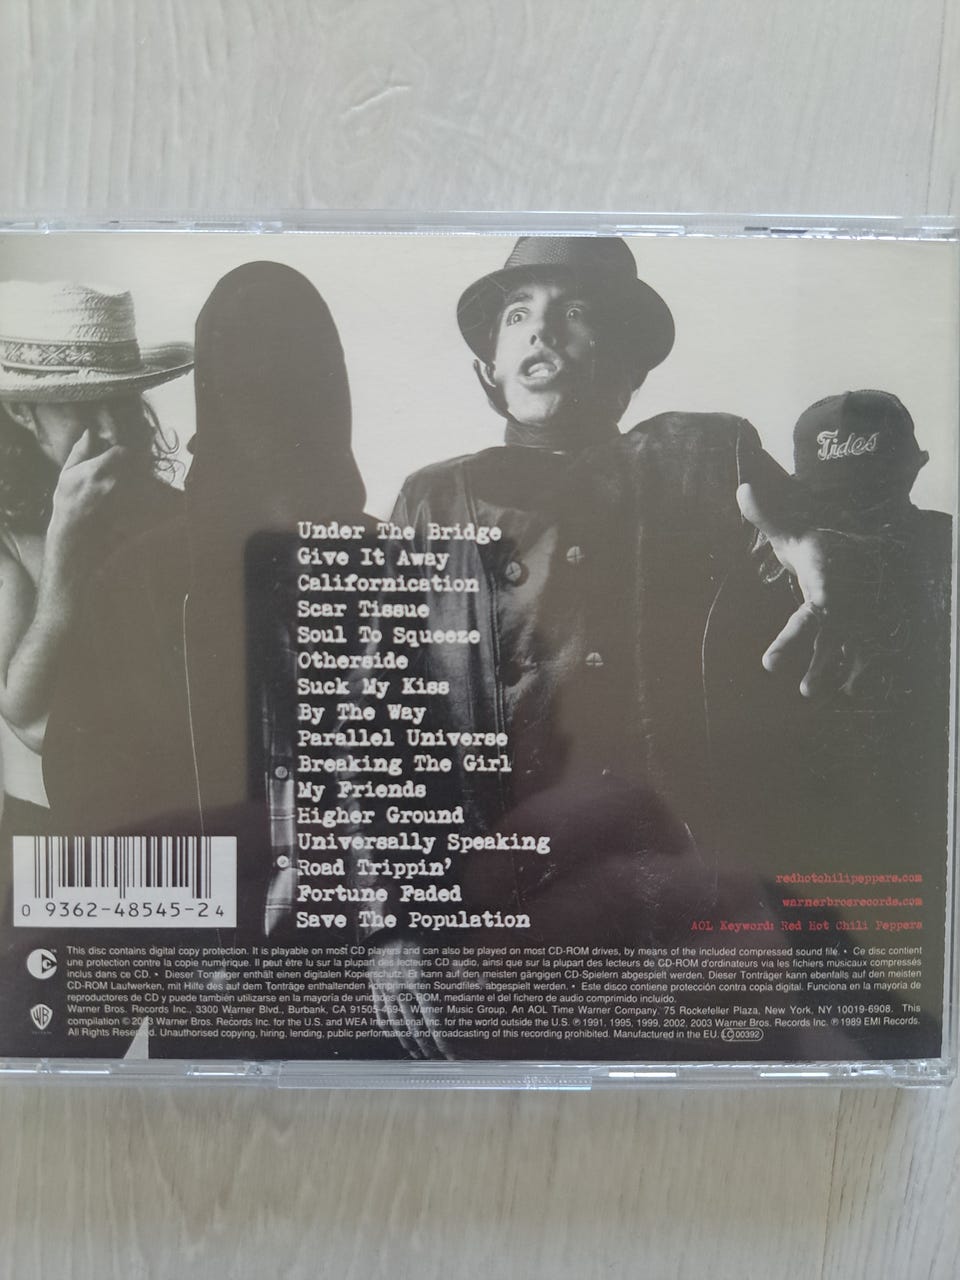 Tides
Under The Bridge
Give It Away
Californication
Scar Tissue
Soul To Squeeze
Otherside
Suck My Kiss
By The Way
Parallel Universe
Breaking The Girl
My Friends
Higher Ground
Universally Speaking
Road Trippin'
Fortune Faded
Save The Population
redhotchilipeppers.com
warnerbrosrecords.com
AOL Keyword: Red Hot Chili Peppers
0 9362-48545-2 4
This disc contains digital copy protection. It is playable on most CD players and can also be played on most CD-ROM drives, by means of the included compressed sound file. • Ce disc contient
une protection contre la copie numérique. Il peut être lu sur la plupart des lecteurs CD audio, ainsi que sur la plupart des lecteurs de CD-ROM d'ordinateurs via les fichiers musicaux compressés
inclus dans ce CD. • Dieser Tonträger enthält einen digitalen Kopierschutz. Er kann auf den meisten gängigen CD-Spielern abgespielt werden. Dieser Tonträger kann ebenfalls auf den meisten
CD-ROM Laufwerken, mit Hilfe des auf dem Tonträge enthaltenden komprimierten Soundfiles, abgespielt werden. • Este disco contiene protección contra copia digital. Funciona en la mayoria de
reproductores de CD y puede también utilizarse en la mayoría de unidades CD-ROM, mediante el del fichero de audio comprimido incluido.
Warner Bros. Records Inc., 3300 Warner Blvd., Burbank, CA 91505-4694. Warner Music Group, An AOL Time Warner Company. 75 Rockefeller Plaza, New York, NY 10019-6908. This
compilation © 2003 Warner Bros. Records Inc. for the U.S. and WEA International Inc. for the world outside the U.S. ℗ 1991, 1995, 1999, 2002, 2003 Warner Bros. Records Inc. ℗ 1989 EMI Records.
All Rights Reserved. Unauthorised copying, hiring, lending, public performance and broadcasting of this recording prohibited. Manufactured in the EU. LC 00392